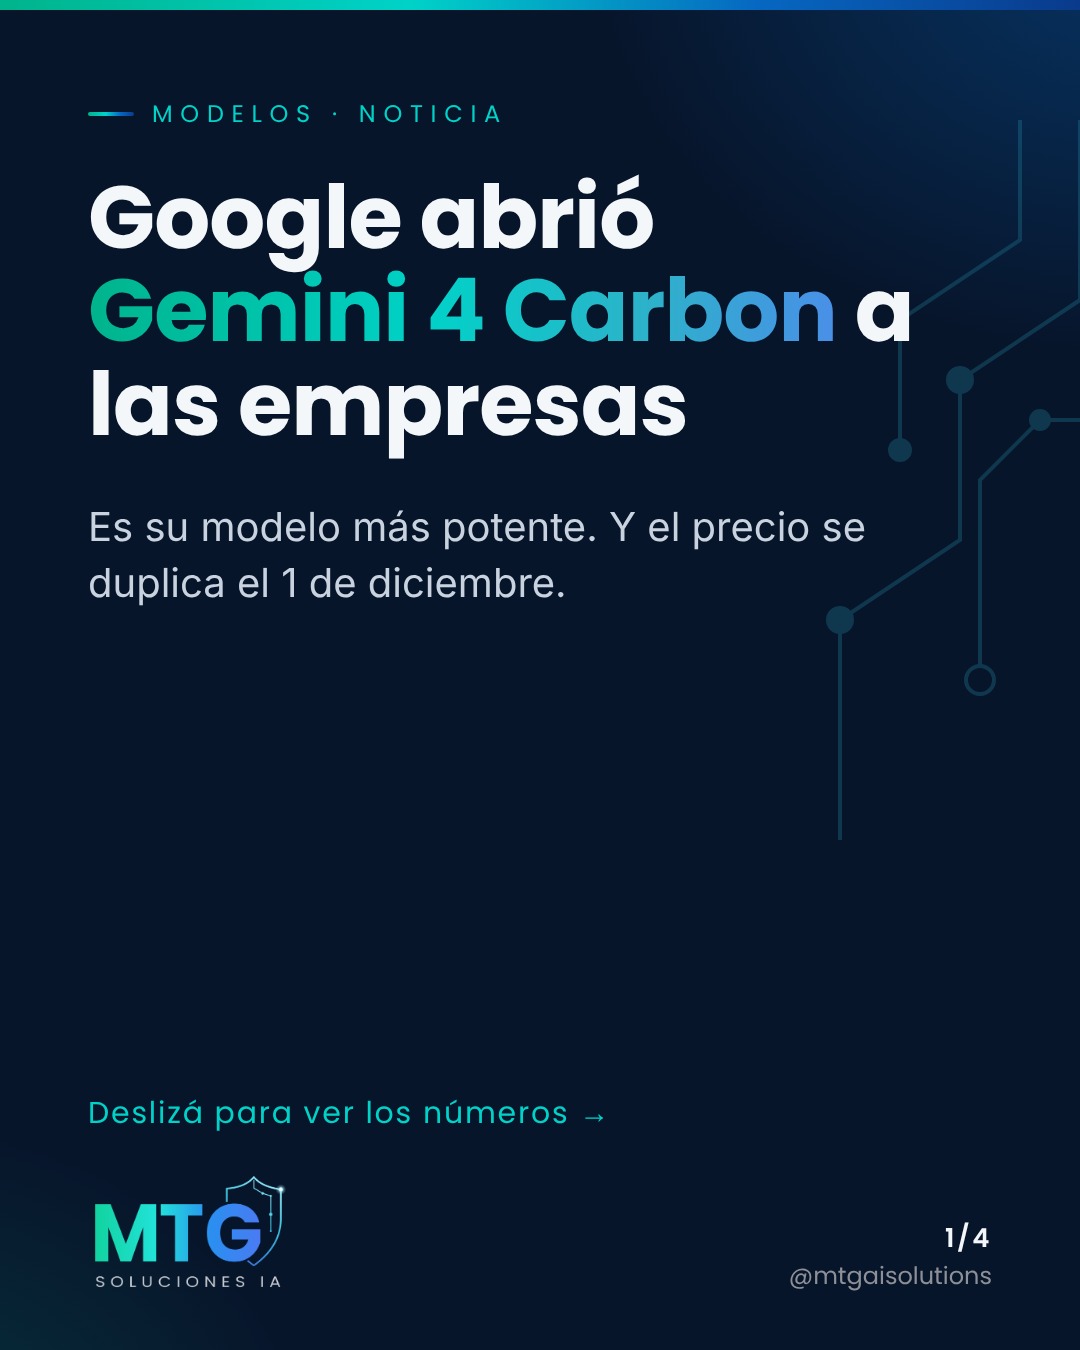 MODELOS · NOTICIA
Google abrió
Gemini 4 Carbon a
las empresas
Es su modelo más potente. Y el precio se
duplica el 1 de diciembre.
Deslizá para ver los números →
MTG
SOLUCIONES IA
1/4
@mtgaisolutions